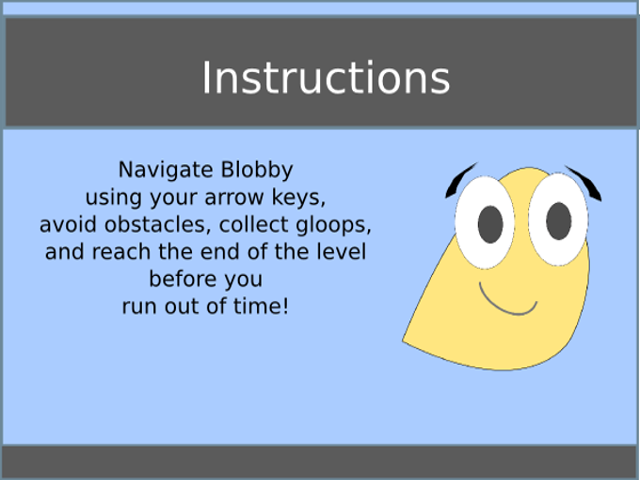 Instructions
Navigate Blobby
using your arrow keys,
avoid obstacles, collect gloops,
and reach the end of the level
before you
run out of time!